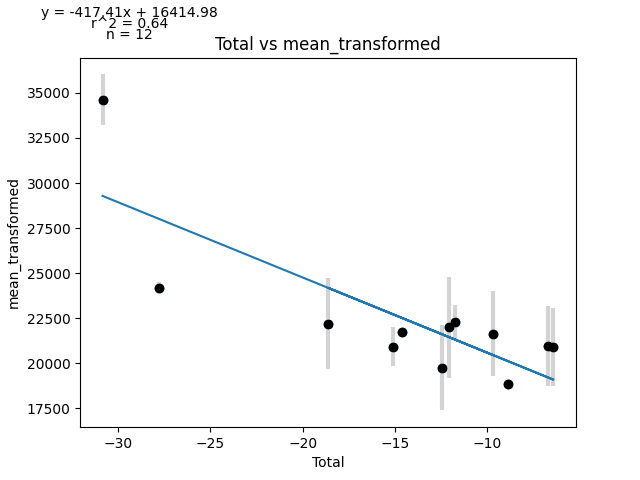 y = -417.41x + 16414.98
r^2 = 0.64
n = 12
Total vs mean_transformed
35000
32500
30000
27500
25000
22500
20000
17500
mean_transformed
−30
−25
−20
−15
−10
Total